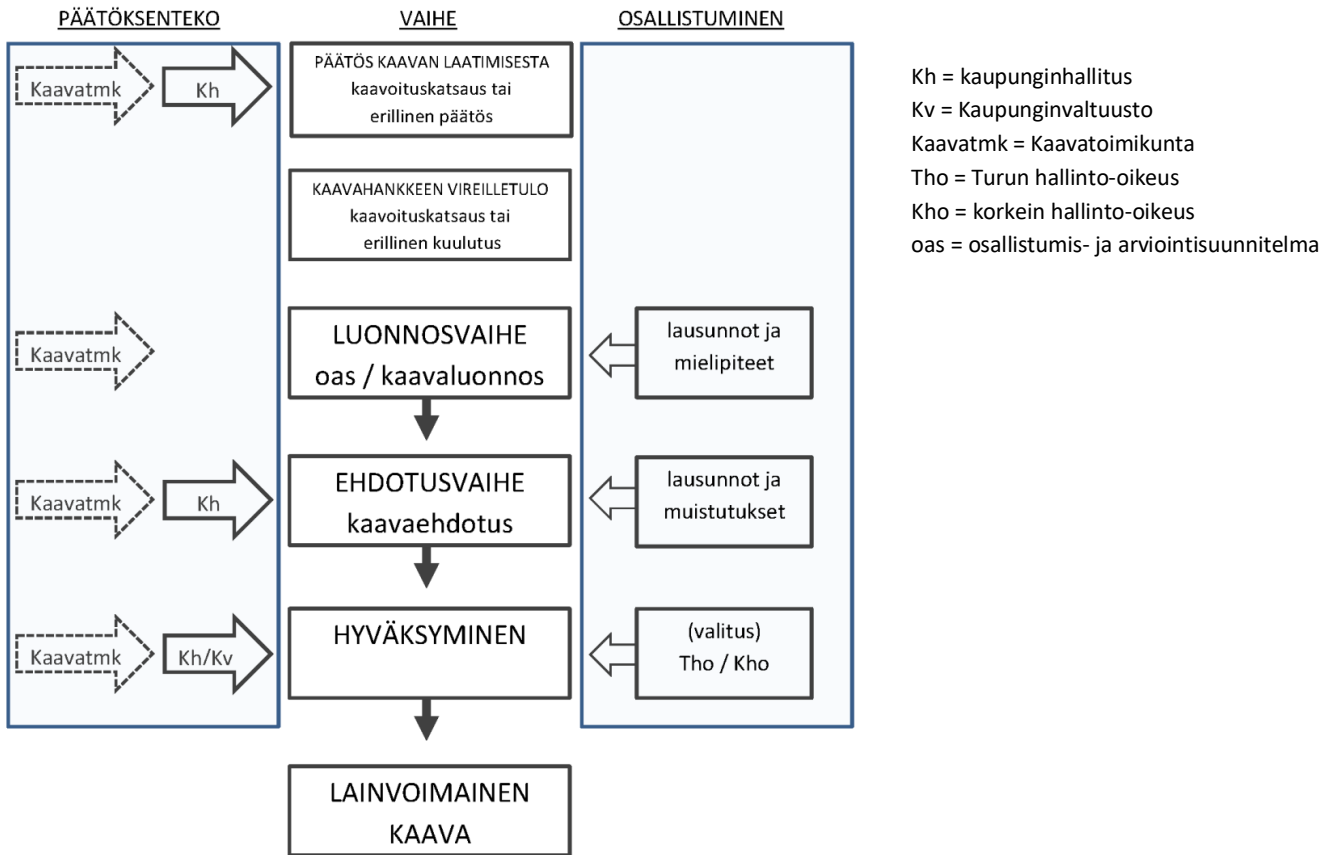 PÄÄTÖKSENTEKO
VAIHE
OSALLISTUMINEN
Kaavatmk
Kh
PÄÄTÖS KAAVAN LAATIMISESTA
kaavoituskatsaus tai
erillinen päätös
KAAVAHANKKEEN VIREILLETULO
kaavoituskatsaus tai
erillinen kuulutus
Kaavatmk
LUONNOSVAIHE
oas / kaavaluonnos
lausunnot ja
mielipiteet
Kaavatmk
Kh
EHDOTUSVAIHE
kaavaehdotus
lausunnot ja
muistutukset
Kaavatmk
Kh/Kv
HYVÄKSYMINEN
(valitus)
Tho / Kho
LAINVOIMAINEN
KAAVA
Kh = kaupunginhallitus
Kv = Kaupunginvaltuusto
Kaavatmk = Kaavatoimikunta
Tho = Turun hallinto-oikeus
Kho = korkein hallinto-oikeus
oas = osallistumis- ja arviointisuunnitelma